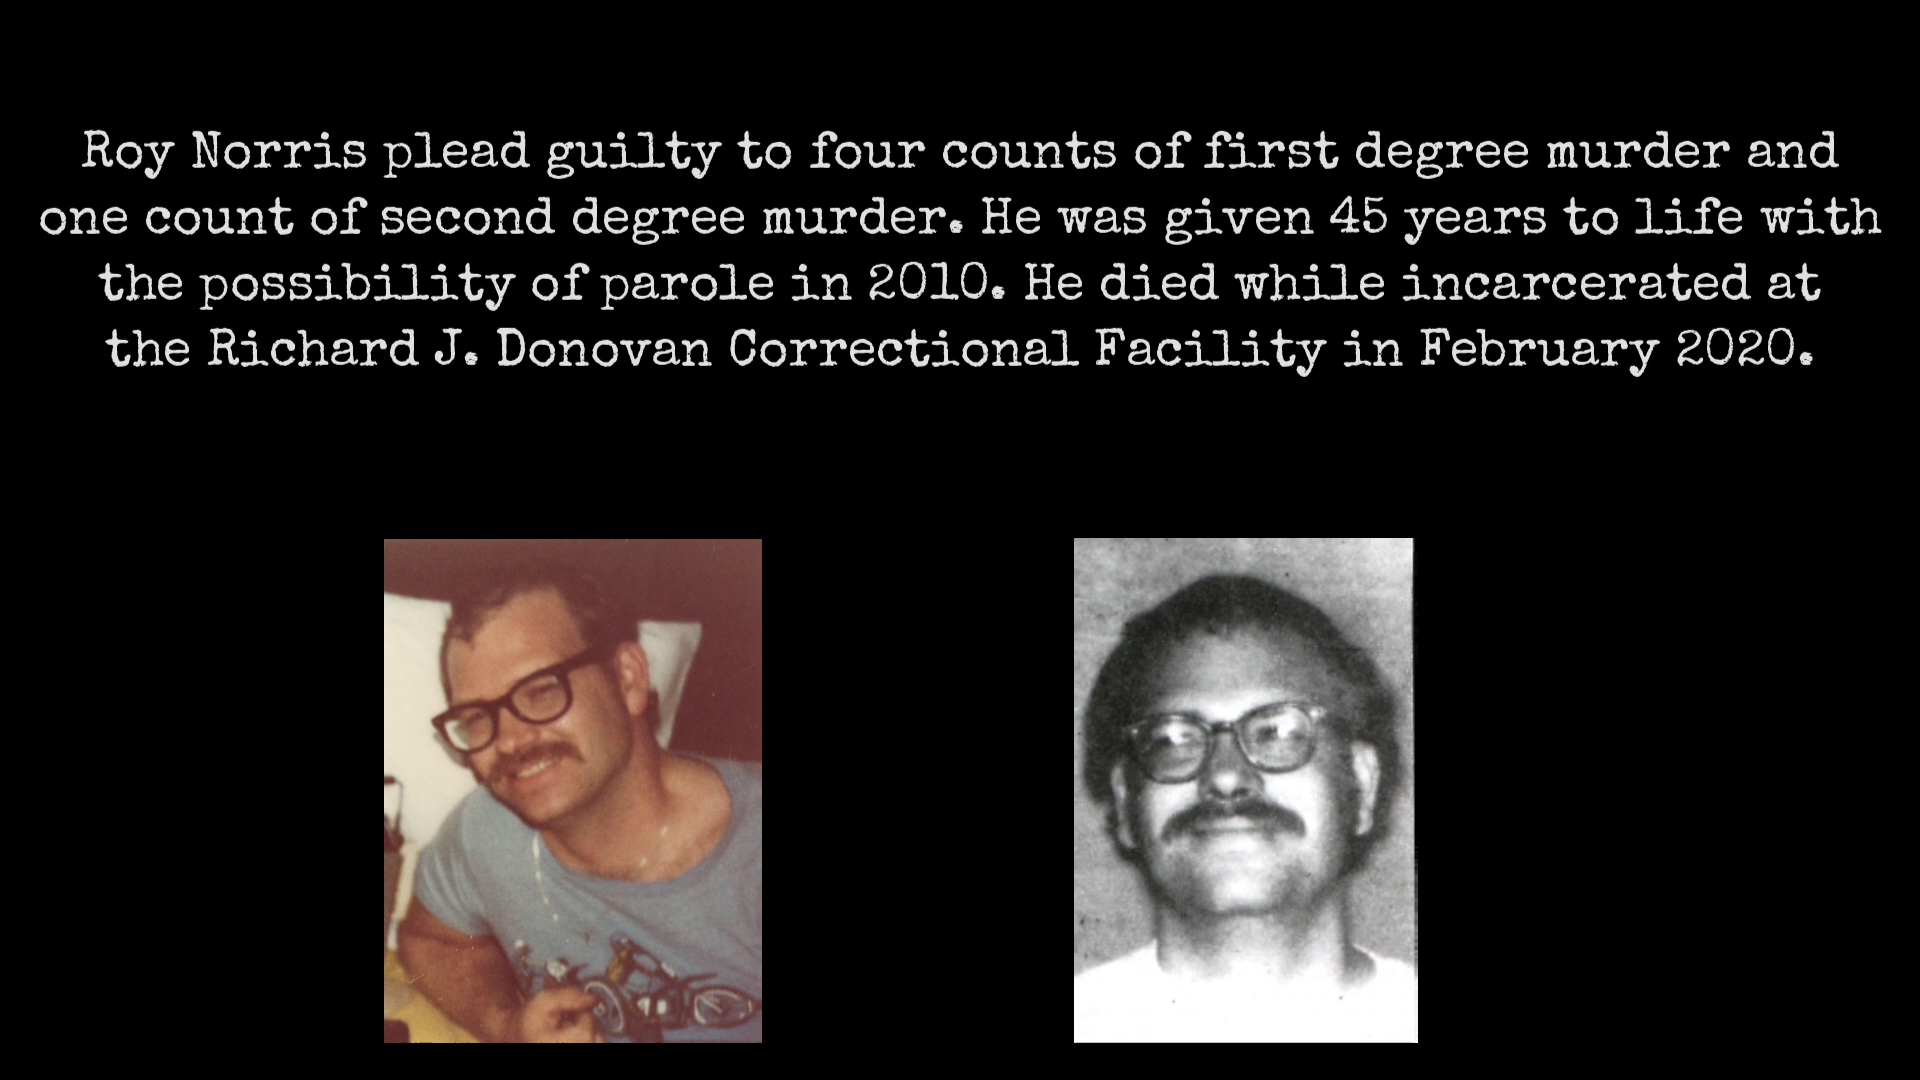 Roy Norris plead guilty to four counts of first degree murder and
one count of second degree murder. He was given 45 years to life with
the possibility of parole in 2010. He died while incarcerated at
the Richard J. Donovan Correctional Facility in February 2020.